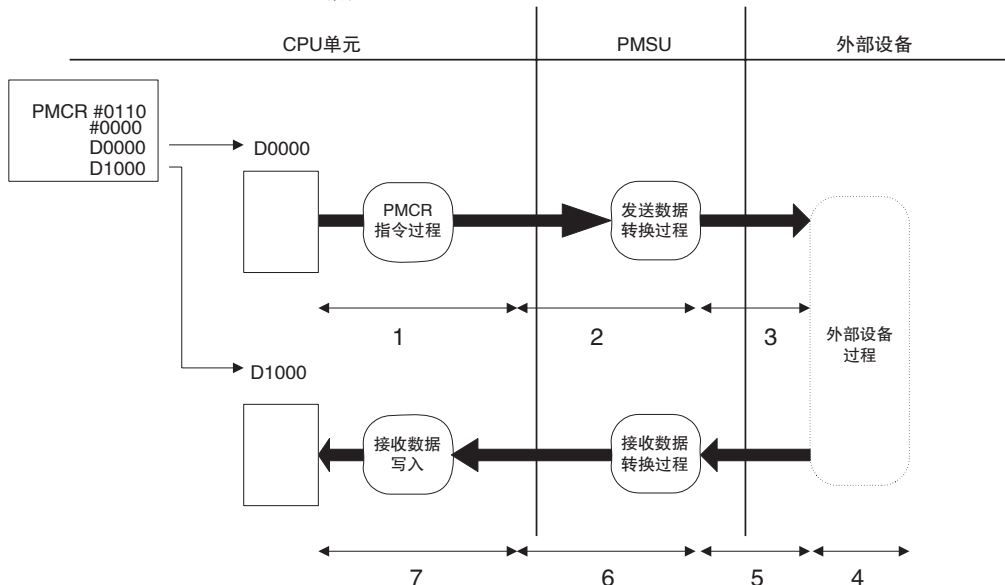 CPU单元
PMSU
外部设备
PMCR #0110
#0000
D0000
D1000
D0000
PMCR
指令过程
发送数据
转换过程
1
2
3
外部设备
过程
D1000
接收数据
写入
接收数据
转换过程
7
6
5
4